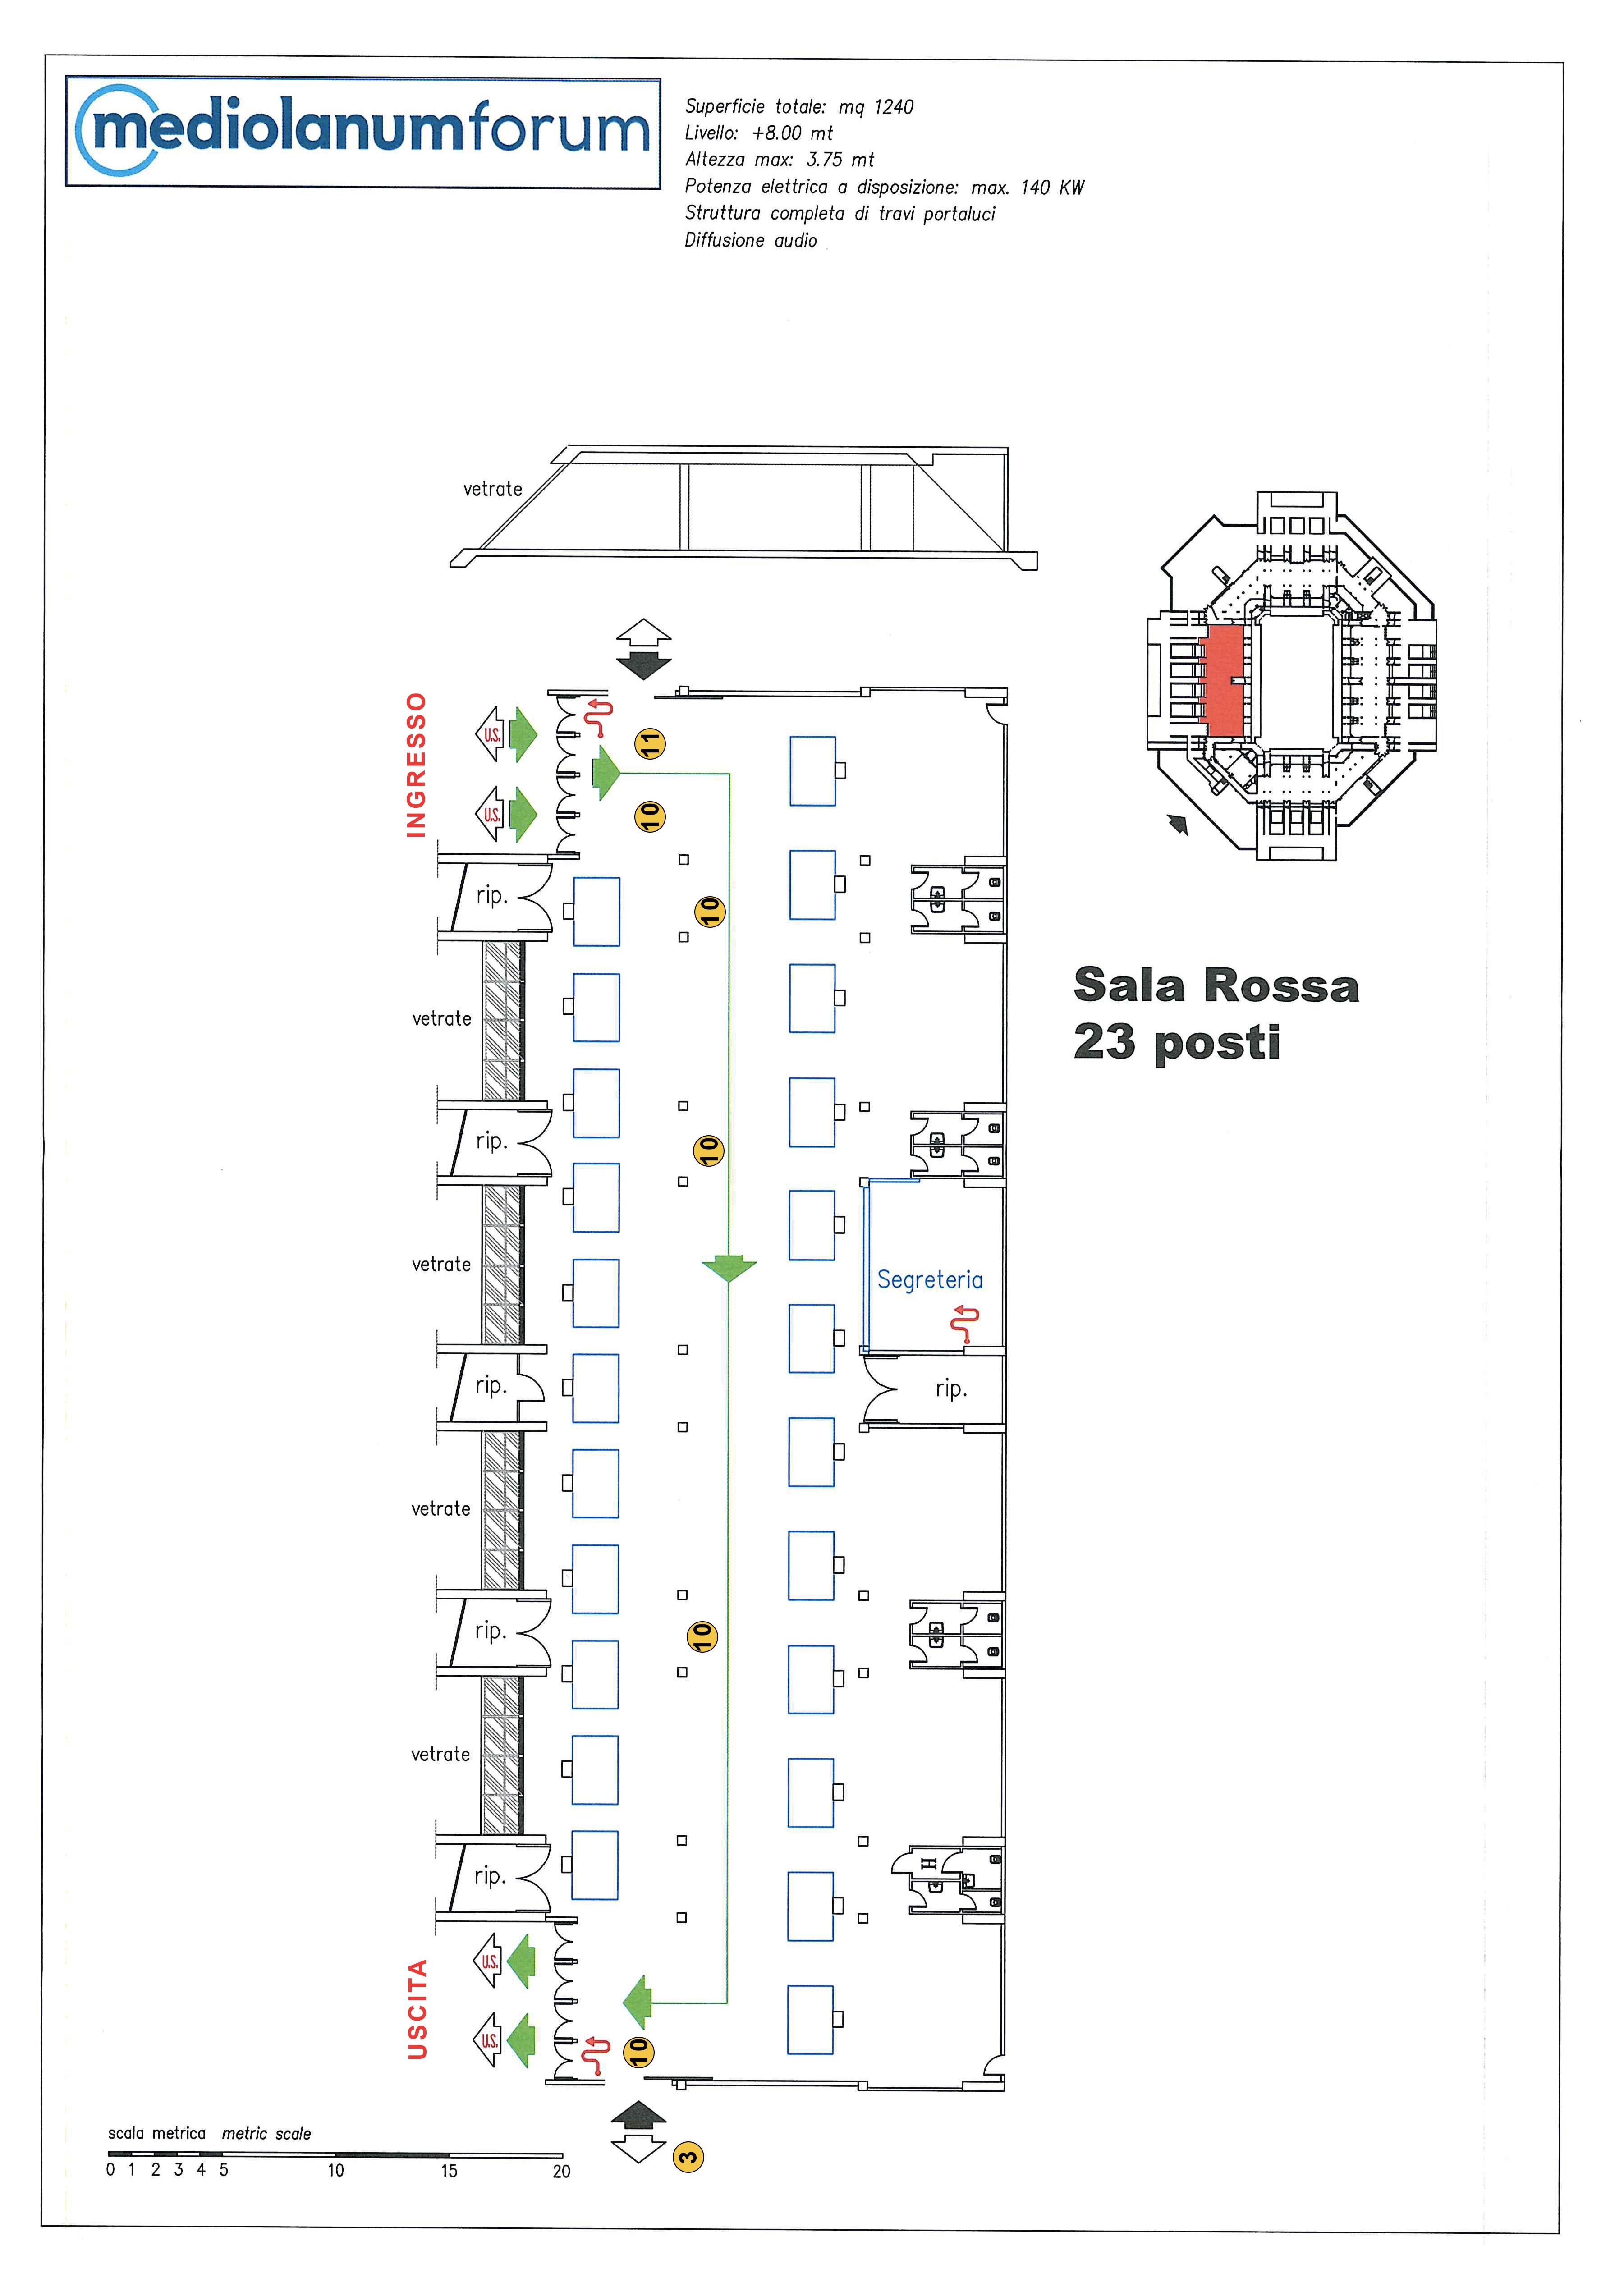 mediolanumforum
Superficie totale: mq 1240
Livello: +8.00 mt
Altezza max: 3.75 mt
Potenza elettrica a disposizione: max. 140 KW
Struttura completa di travi portaluci
Diffusione audio
vetrate
INGRESSO
U.S.
11
U.S.
10
rip.
10
Sala Rossa
23 posti
vetrate
rip.
10
vetrate
Segreteria
rip.
rip.
vetrate
rip.
10
vetrate
rip.
H
USCITA
U.S.
U.S.
10
3
scala metrica metric scale
0 1 2 3 4 5 10 15 20